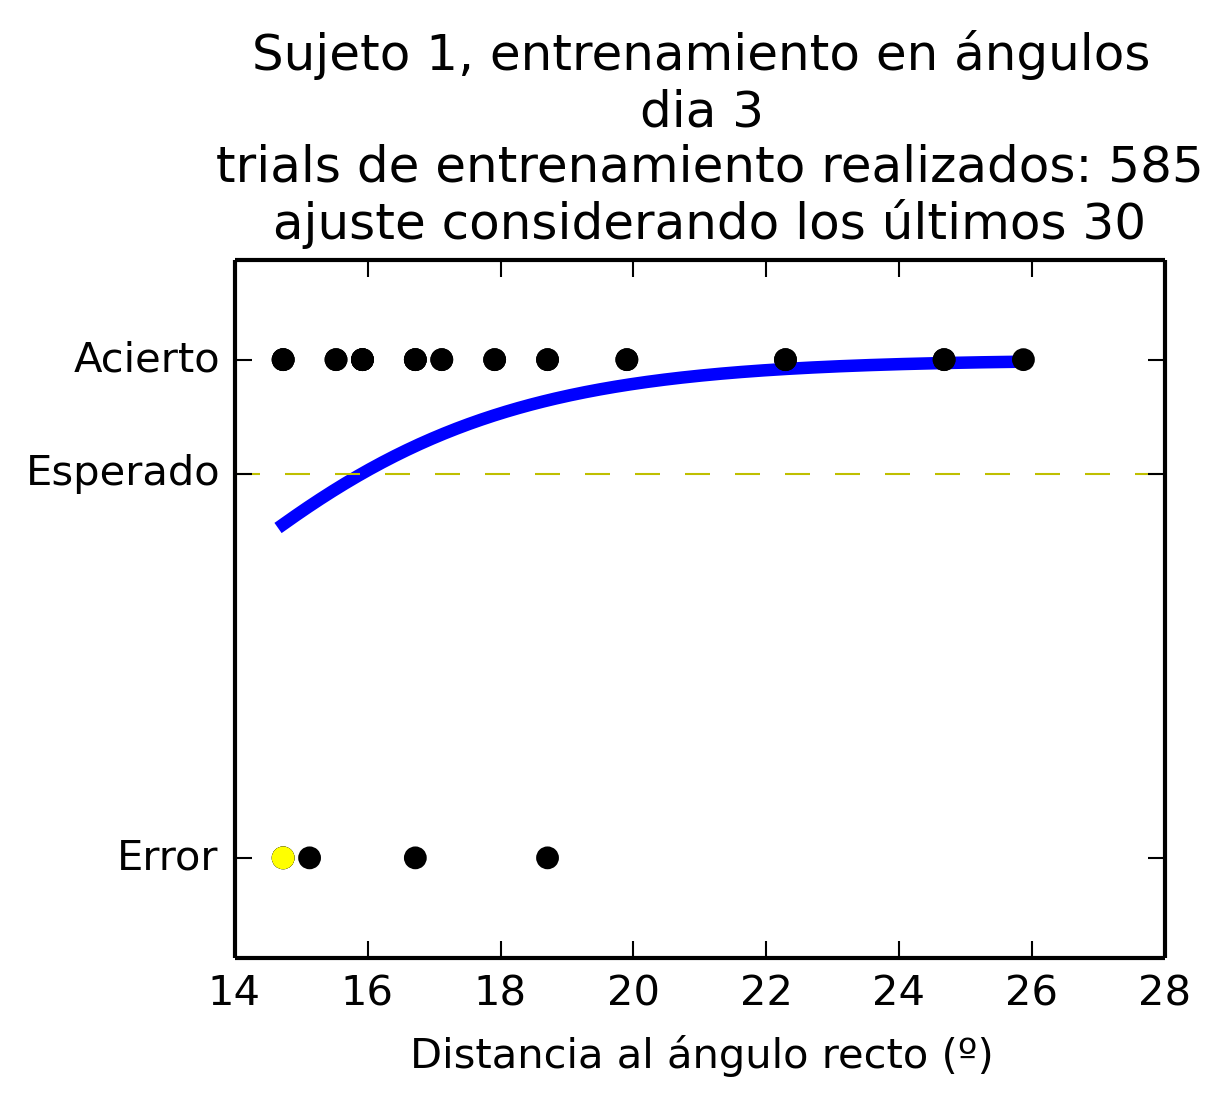 Sujeto 1, entrenamiento en ángulos
dia 3
trials de entrenamiento realizados: 585
ajuste considerando los últimos 30
Acierto
Esperado
Error
14 16 18 20 22 24 26 28
Distancia al ángulo recto (º)